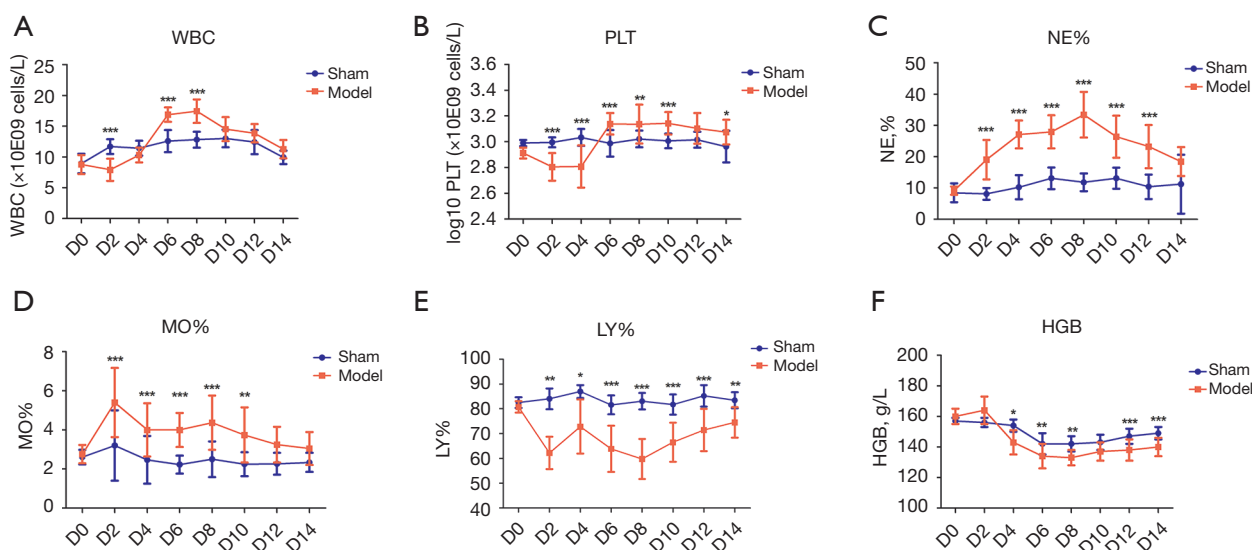 A
WBC
WBC (×10E09 cells/L)
25
20
15
10
5
0
*** *** ***
D0 D2 D4 D6 D8 D10 D12 D14
Sham
Model
B
PLT
log10 PLT (×10E09 cells/L)
3.6
3.4
3.2
3.0
2.8
2.6
2.4
*** *** *** ** *** *
D0 D2 D4 D6 D8 D10 D12 D14
Sham
Model
C
NE%
NE,%
50
40
30
20
10
0
*** *** *** *** *** ***
D0 D2 D4 D6 D8 D10 D12 D14
Sham
Model
D
MO%
MO%
8
6
4
2
0
*** *** *** *** **
D0 D2 D4 D6 D8 D10 D12 D14
Sham
Model
E
LY%
LY%
100
90
80
70
60
50
40
** * *** *** *** *** **
D0 D2 D4 D6 D8 D10 D12 D14
Sham
Model
F
HGB
HGB, g/L
200
180
160
140
120
100
* ** ** *** ***
D0 D2 D4 D6 D8 D10 D12 D14
Sham
Model